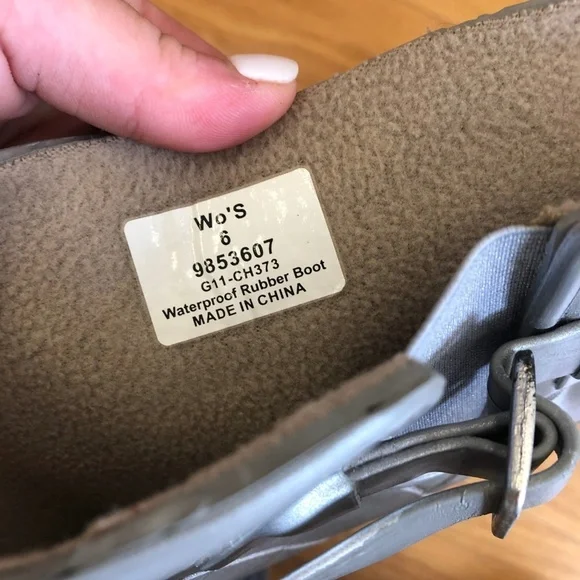 Wo'S
6
9853607
G11-CH373
Waterproof Rubber Boot
MADE IN CHINA